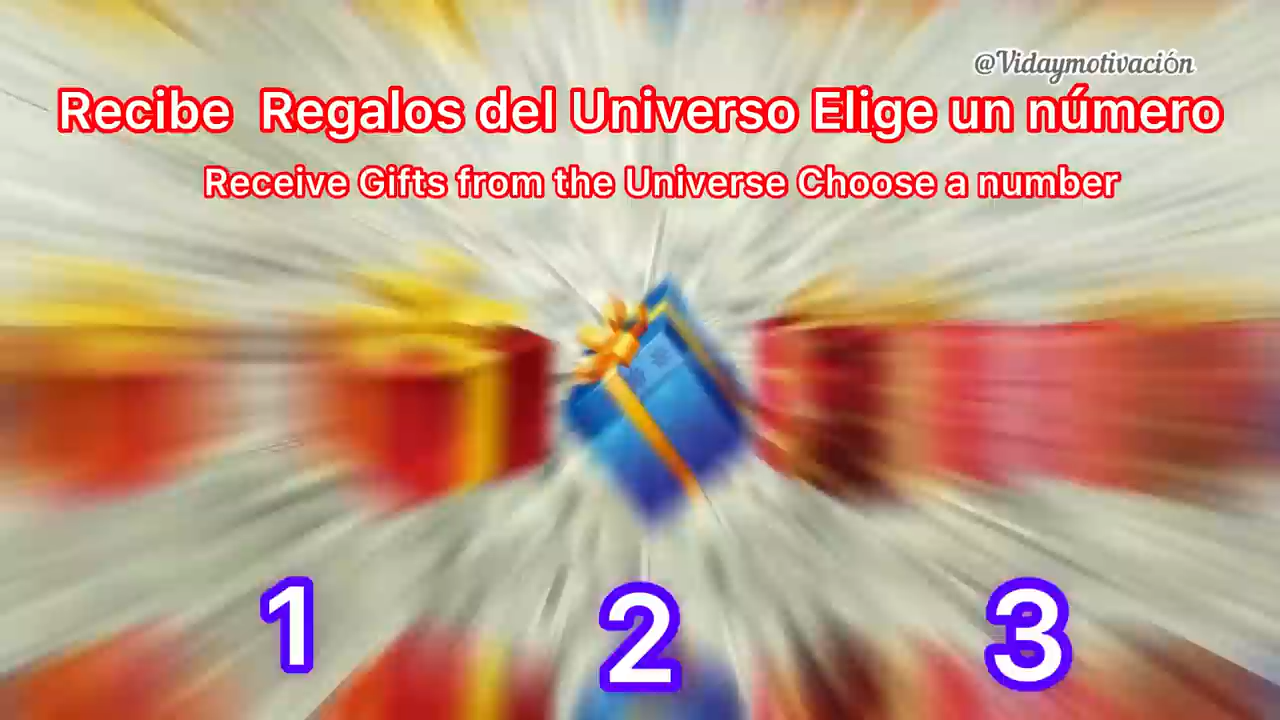 @Vidaymotivación
Recibe Regalos del Universo Elige un número
Receive Gifts from the Universe Choose a number
1 2 3